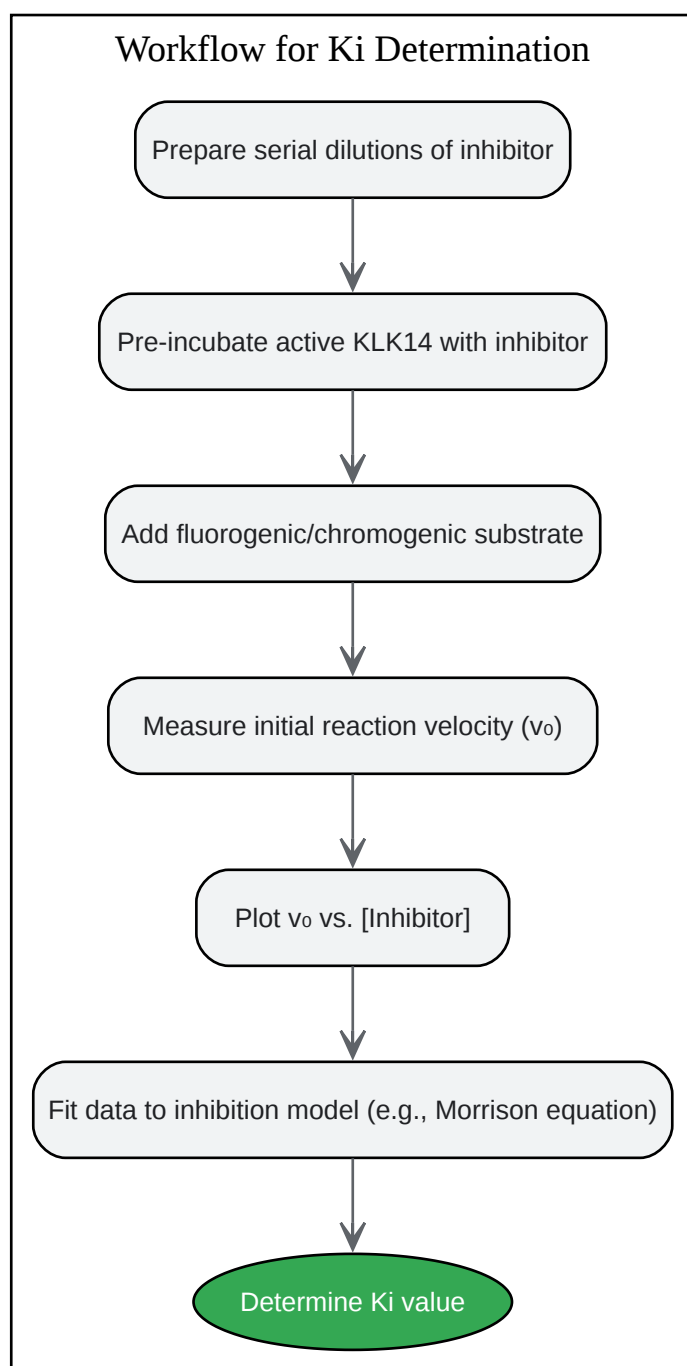 Workflow for Ki Determination
Prepare serial dilutions of inhibitor
Pre-incubate active KLK14 with inhibitor
Add fluorogenic/chromogenic substrate
Measure initial reaction velocity (v₀)
Plot v₀ vs. [Inhibitor]
Fit data to inhibition model (e.g., Morrison equation)
Determine Ki value